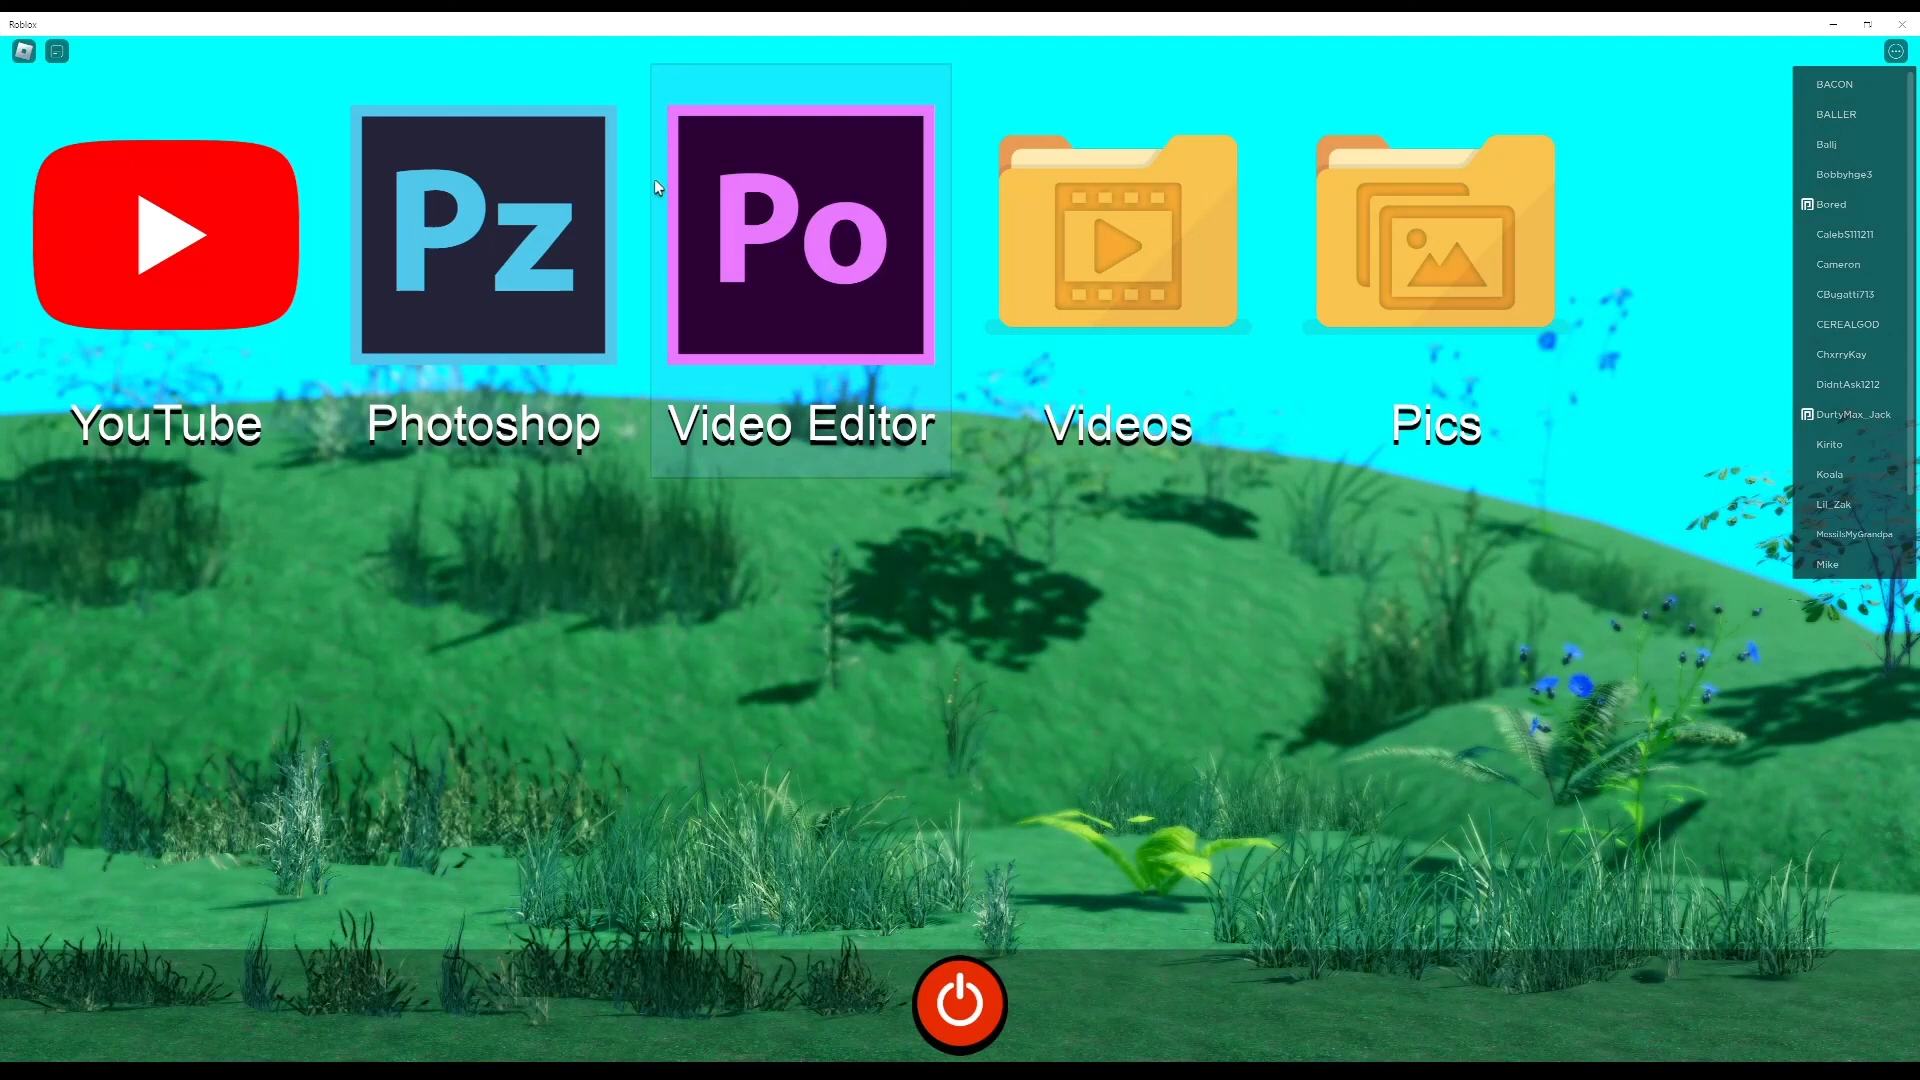 Roblox
Pz
Po
YouTube
Photoshop
Video Editor
Videos
Pics
BACON
BALLER
Ballj
Bobbyhge3
Bored
CalebS111211
Cameron
CBugatti713
CEREALGOD
ChxrryKay
DidntAsk1212
DurtyMax_Jack
Kirito
Koala
Lil_Zak
MessiIsMyGrandpa
Mike